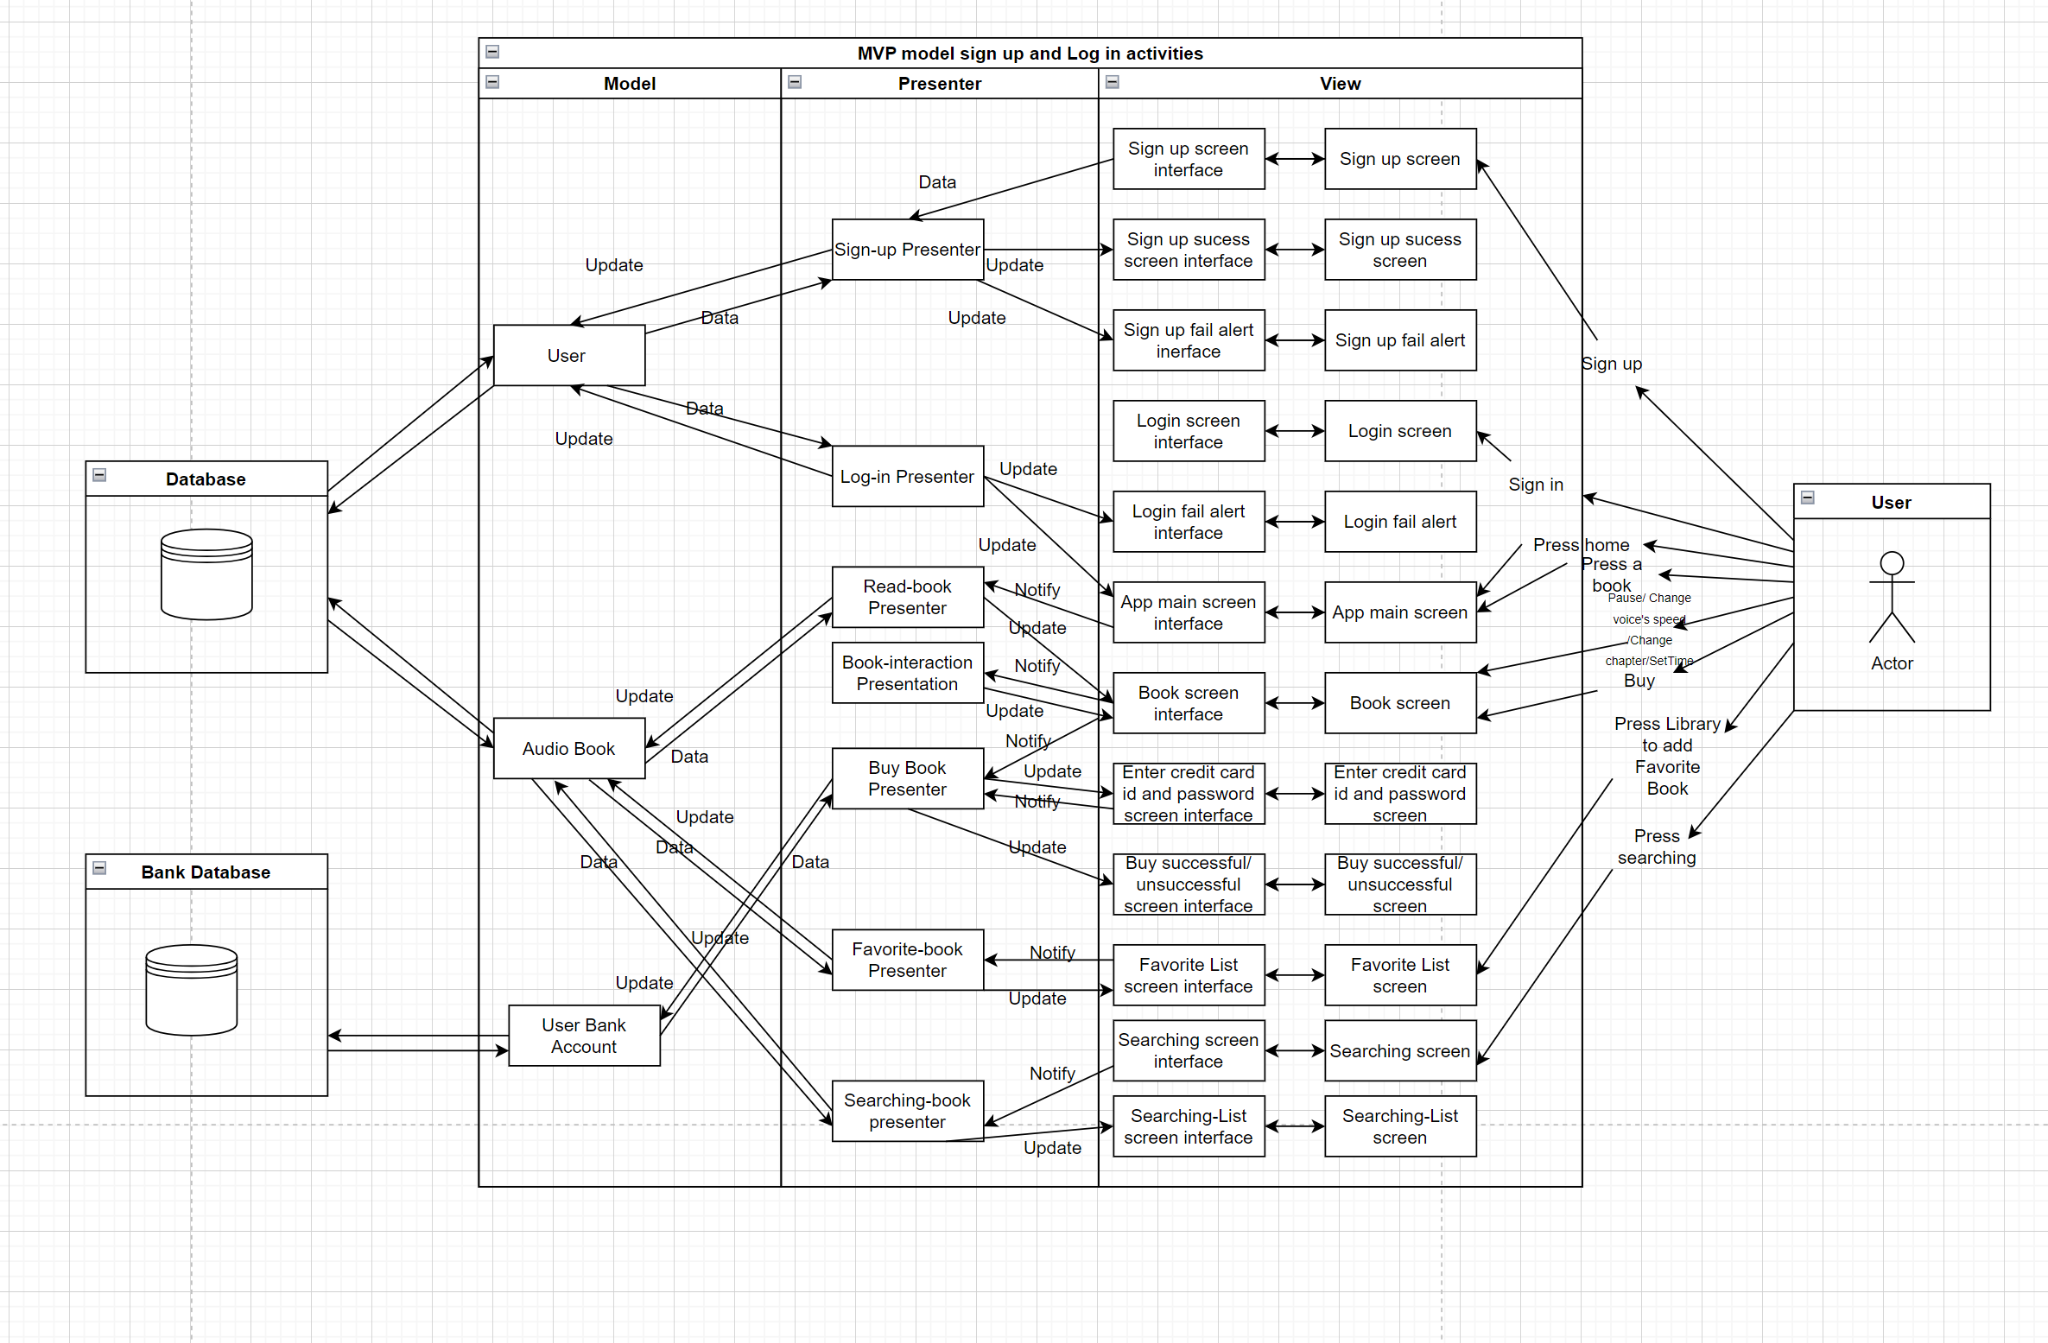 MVP model sign up and Log in activities
Model
Presenter
View
Sign up screen
interface
Sign up screen
Data
Sign-up Presenter
Sign up sucess
screen interface
Sign up sucess
screen
Update
Update
Update
Data
Sign up fail alert
inerface
Sign up fail alert
User
Sign up
Data
Update
Login screen
interface
Login screen
Log-in Presenter
Update
Sign in
Database
User
Login fail alert
interface
Login fail alert
Update
Press home
Press a
book
Read-book
Presenter
Notify
App main screen
interface
App main screen
Pause/ Change
voice's speed
/Change
chapter/SetTime
Update
Actor
Book-interaction
Presentation
Notify
Book screen
interface
Book screen
Buy
Update
Update
Notify
Press Library
to add
Favorite
Book
Audio Book
Data
Buy Book
Presenter
Update
Notify
Enter credit card
id and password
screen interface
Enter credit card
id and password
screen
Update
Data
Data
Data
Update
Press
searching
Buy successful/
unsuccessful
screen interface
Buy successful/
unsuccessful
screen
Bank Database
Update
Favorite-book
Presenter
Notify
Update
Favorite List
screen interface
Favorite List
screen
Update
User Bank
Account
Searching screen
interface
Searching screen
Notify
Searching-book
presenter
Searching-List
screen interface
Searching-List
screen
Update